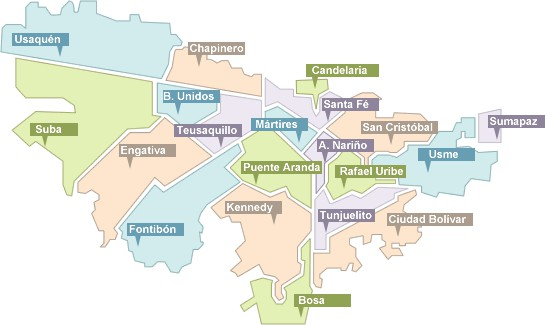 Usaquén
Chapinero
Candelaria
B. Unidos
Santa Fé
Sumapaz
Suba
Teusaquillo
Mártires
San Cristóbal
Engativa
A. Nariño
Usme
Puente Aranda
Rafael Uribe
Kennedy
Tunjuelito
Ciudad Bolívar
Fontibón
Bosa